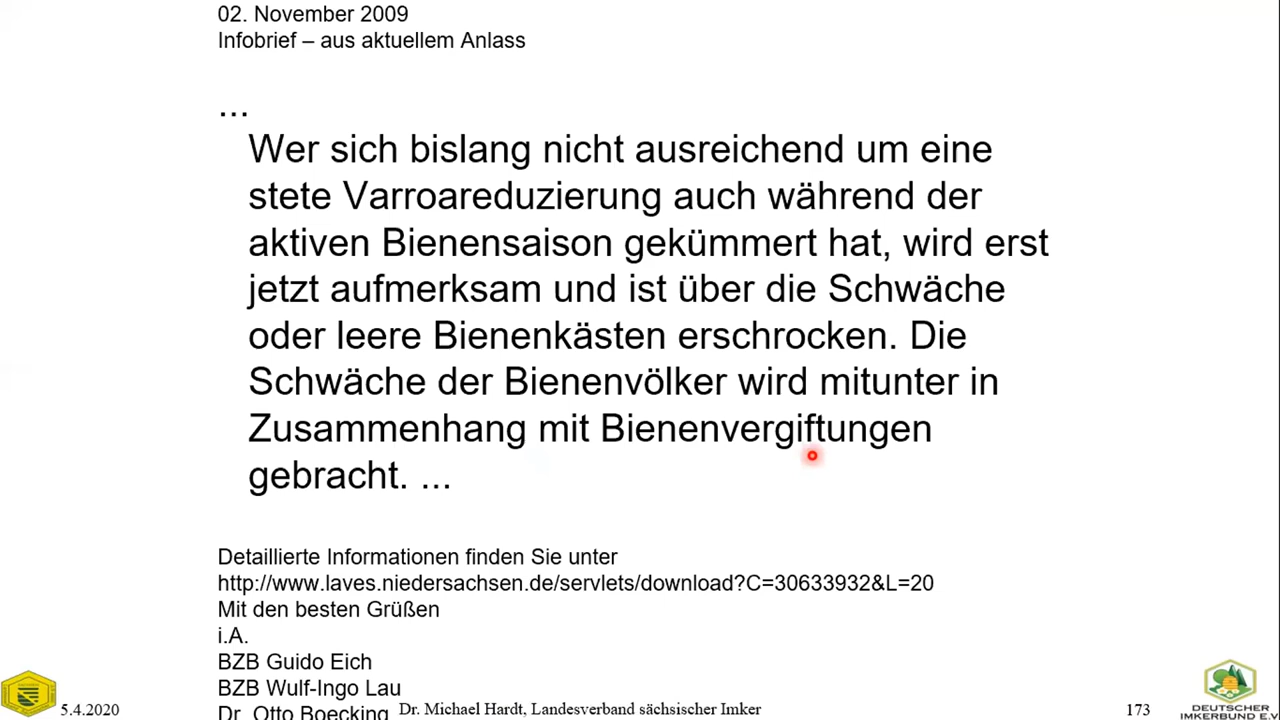 02. November 2009
Infobrief – aus aktuellem Anlass
...
Wer sich bislang nicht ausreichend um eine
stete Varroareduzierung auch während der
aktiven Bienensaison gekümmert hat, wird erst
jetzt aufmerksam und ist über die Schwäche
oder leere Bienenkästen erschrocken. Die
Schwäche der Bienenvölker wird mitunter in
Zusammenhang mit Bienenvergiftungen
gebracht. ...
Detaillierte Informationen finden Sie unter
http://www.laves.niedersachsen.de/servlets/download?C=30633932&L=20
Mit den besten Grüßen
i.A.
BZB Guido Eich
BZB Wulf-Ingo Lau
Dr. Otto Boecking
5.4.2020
Dr. Michael Hardt, Landesverband sächsischer Imker
173
DEUTSCHER
IMKERBUND E.V